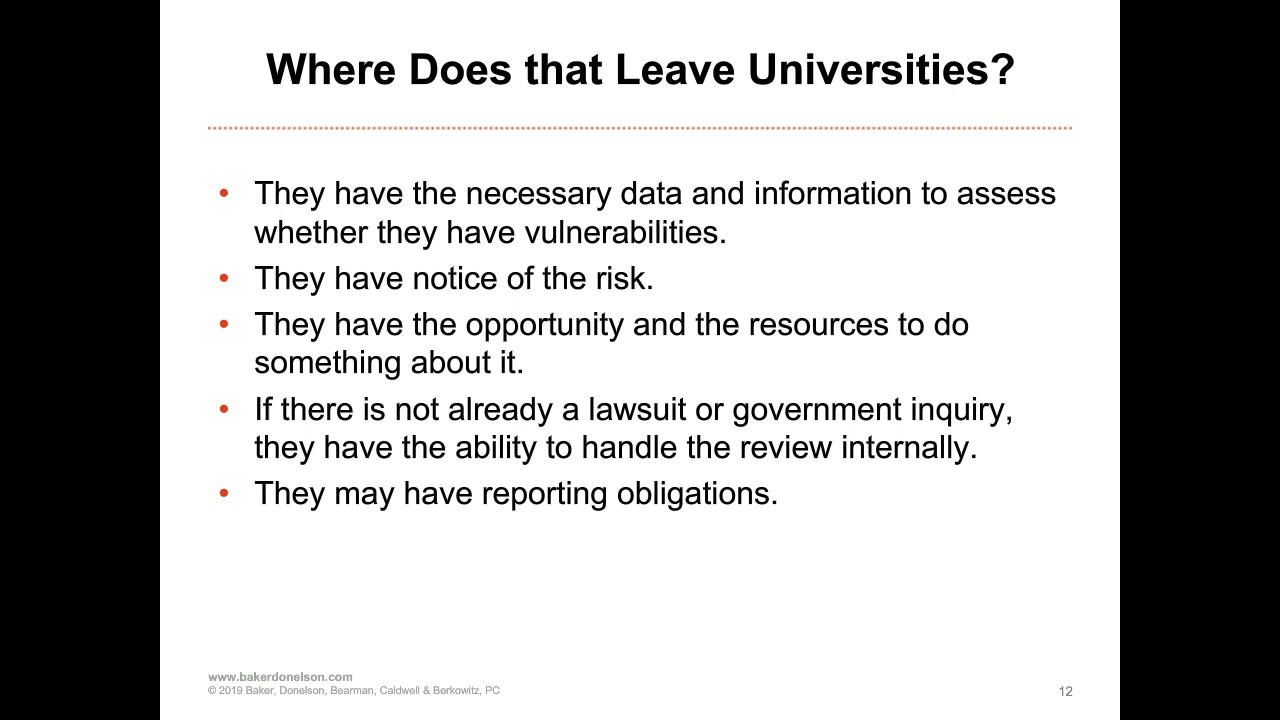 Where Does that Leave Universities?
• They have the necessary data and information to assess
whether they have vulnerabilities.
• They have notice of the risk.
• They have the opportunity and the resources to do
something about it.
• If there is not already a lawsuit or government inquiry,
they have the ability to handle the review internally.
• They may have reporting obligations.
www.bakerdonelson.com
© 2019 Baker, Donelson, Bearman, Caldwell & Berkowitz, PC
12